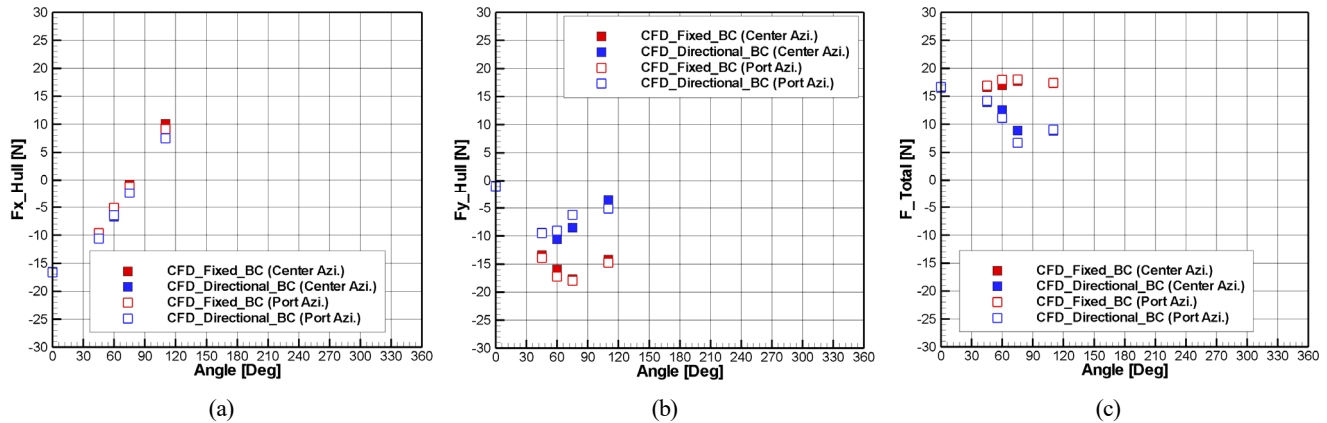 30
25
20
15
10
5
0
-5
-10
-15
-20
-25
-30
Fx_Hull [N]
CFD_Fixed_BC (Center Azi.)
CFD_Directional_BC (Center Azi.)
CFD_Fixed_BC (Port Azi.)
CFD_Directional_BC (Port Azi.)
0 30 60 90 120 150 180 210 240 270 300 330 360
Angle [Deg]
(a)
30
25
20
15
10
5
0
-5
-10
-15
-20
-25
-30
Fy_Hull [N]
CFD_Fixed_BC (Center Azi.)
CFD_Directional_BC (Center Azi.)
CFD_Fixed_BC (Port Azi.)
CFD_Directional_BC (Port Azi.)
0 30 60 90 120 150 180 210 240 270 300 330 360
Angle [Deg]
(b)
30
25
20
15
10
5
0
-5
-10
-15
-20
-25
-30
F_Total [N]
CFD_Fixed_BC (Center Azi.)
CFD_Directional_BC (Center Azi.)
CFD_Fixed_BC (Port Azi.)
CFD_Directional_BC (Port Azi.)
0 30 60 90 120 150 180 210 240 270 300 330 360
Angle [Deg]
(c)